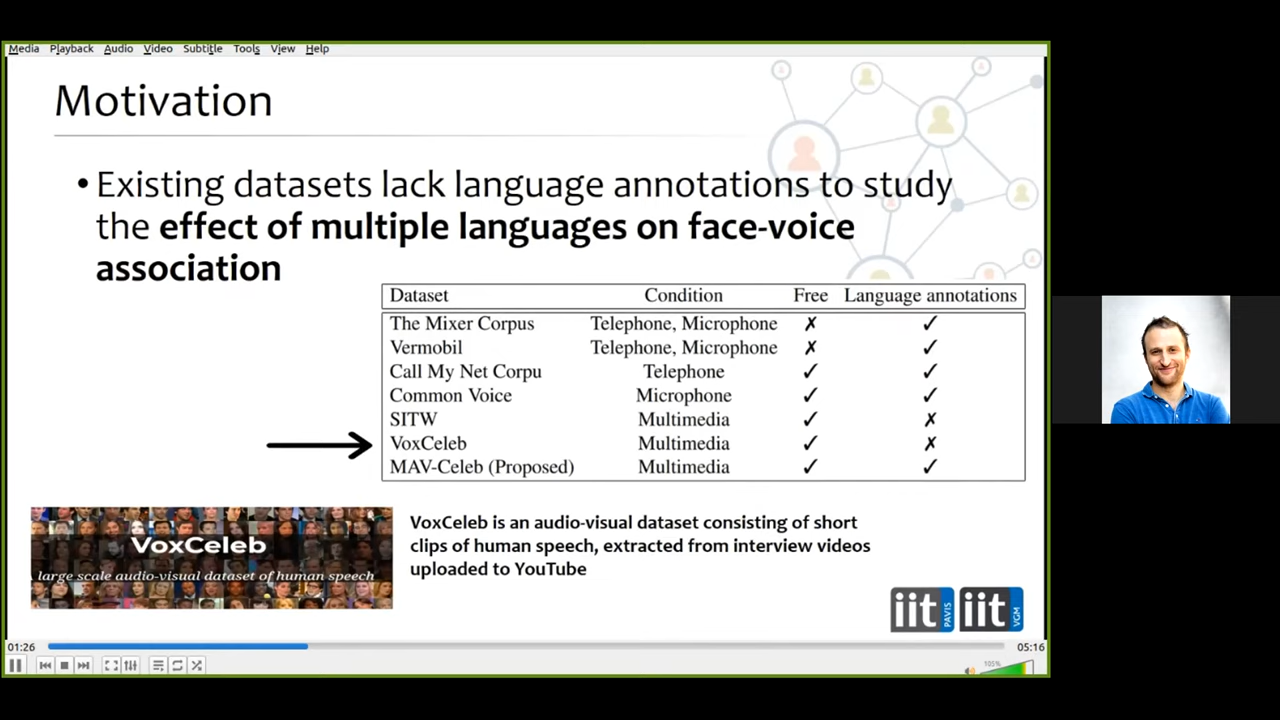 Media Playback Audio Video Subtitle Tools View Help
Motivation
• Existing datasets lack language annotations to study
the effect of multiple languages on face-voice
association
Dataset Condition Free Language annotations
The Mixer Corpus Telephone, Microphone ✗ ✓
Vermobil Telephone, Microphone ✗ ✓
Call My Net Corpu Telephone ✓ ✓
Common Voice Microphone ✓ ✓
SITW Multimedia ✓ ✗
VoxCeleb Multimedia ✓ ✗
MAV-Celeb (Proposed) Multimedia ✓ ✓
VoxCeleb
A large scale audio-visual dataset of human speech
VoxCeleb is an audio-visual dataset consisting of short
clips of human speech, extracted from interview videos
uploaded to YouTube
iit PAVIS iit VGM
01:26 05:16
105%